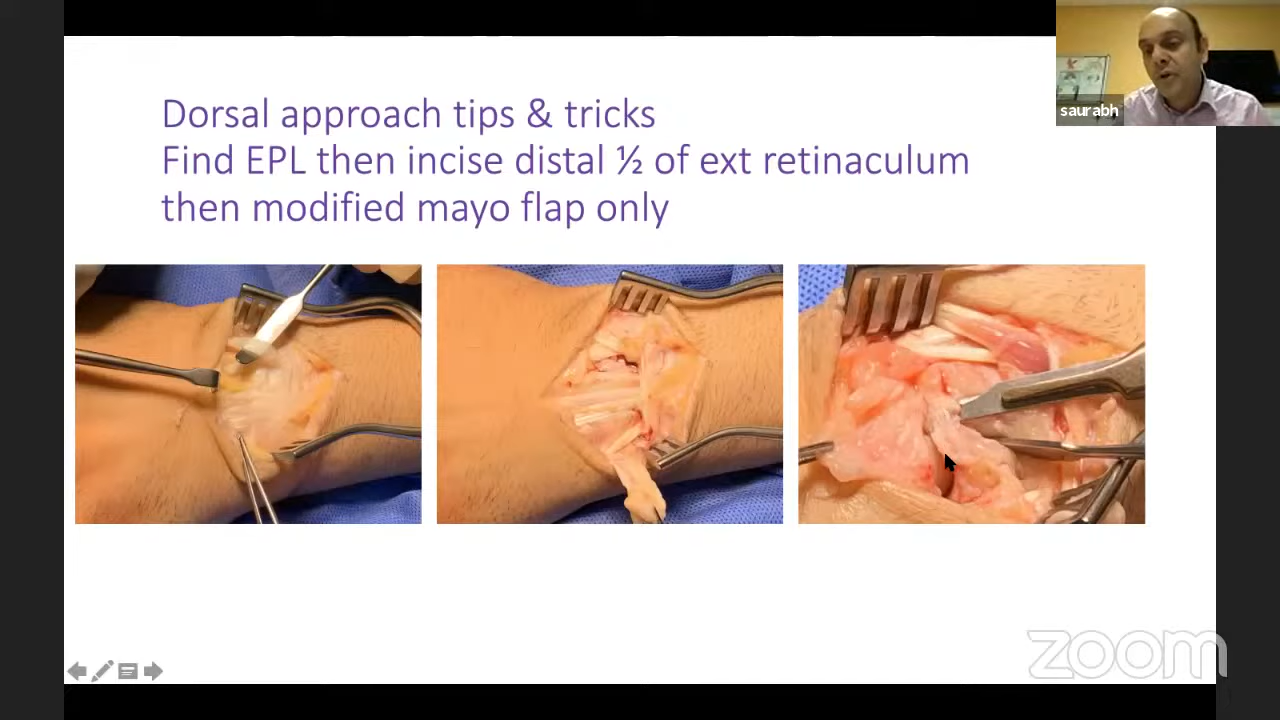 Dorsal approach tips & tricks
Find EPL then incise distal ½ of ext retinaculum
then modified mayo flap only
saurabh
zoom